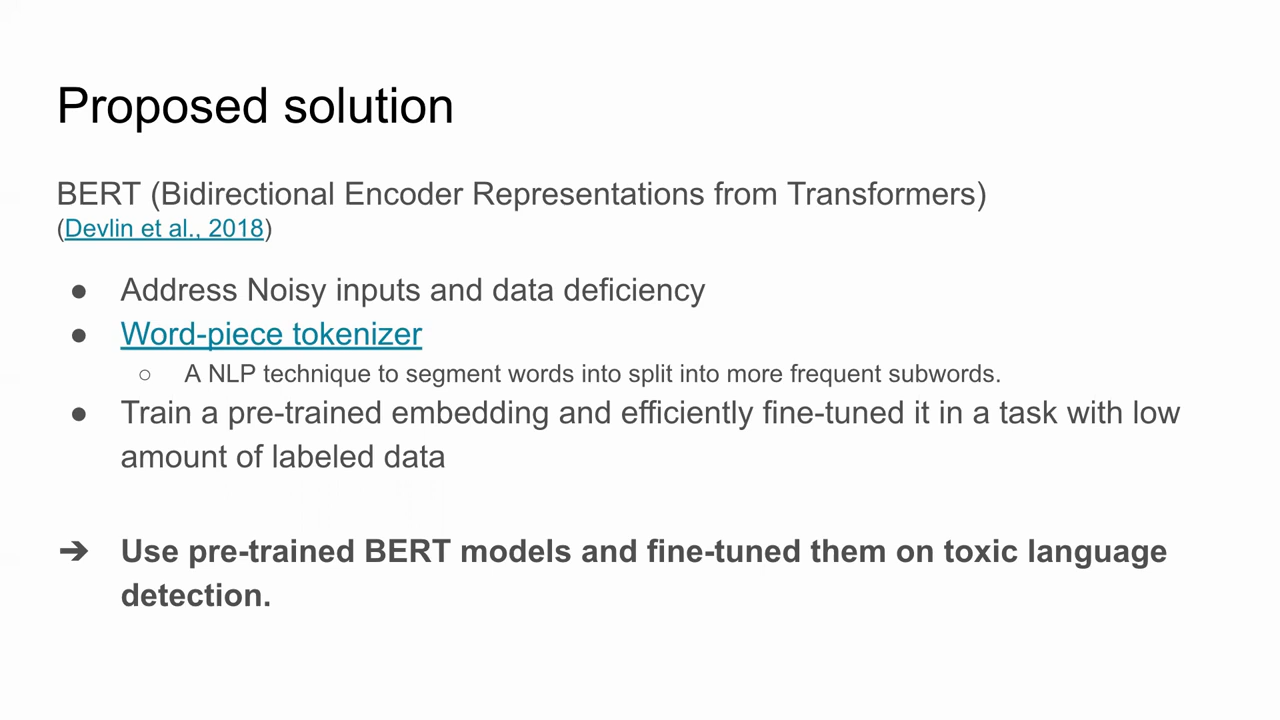 Proposed solution
BERT (Bidirectional Encoder Representations from Transformers)
(Devlin et al., 2018)
● Address Noisy inputs and data deficiency
● Word-piece tokenizer
○ A NLP technique to segment words into split into more frequent subwords.
● Train a pre-trained embedding and efficiently fine-tuned it in a task with low
amount of labeled data
➔ Use pre-trained BERT models and fine-tuned them on toxic language
detection.